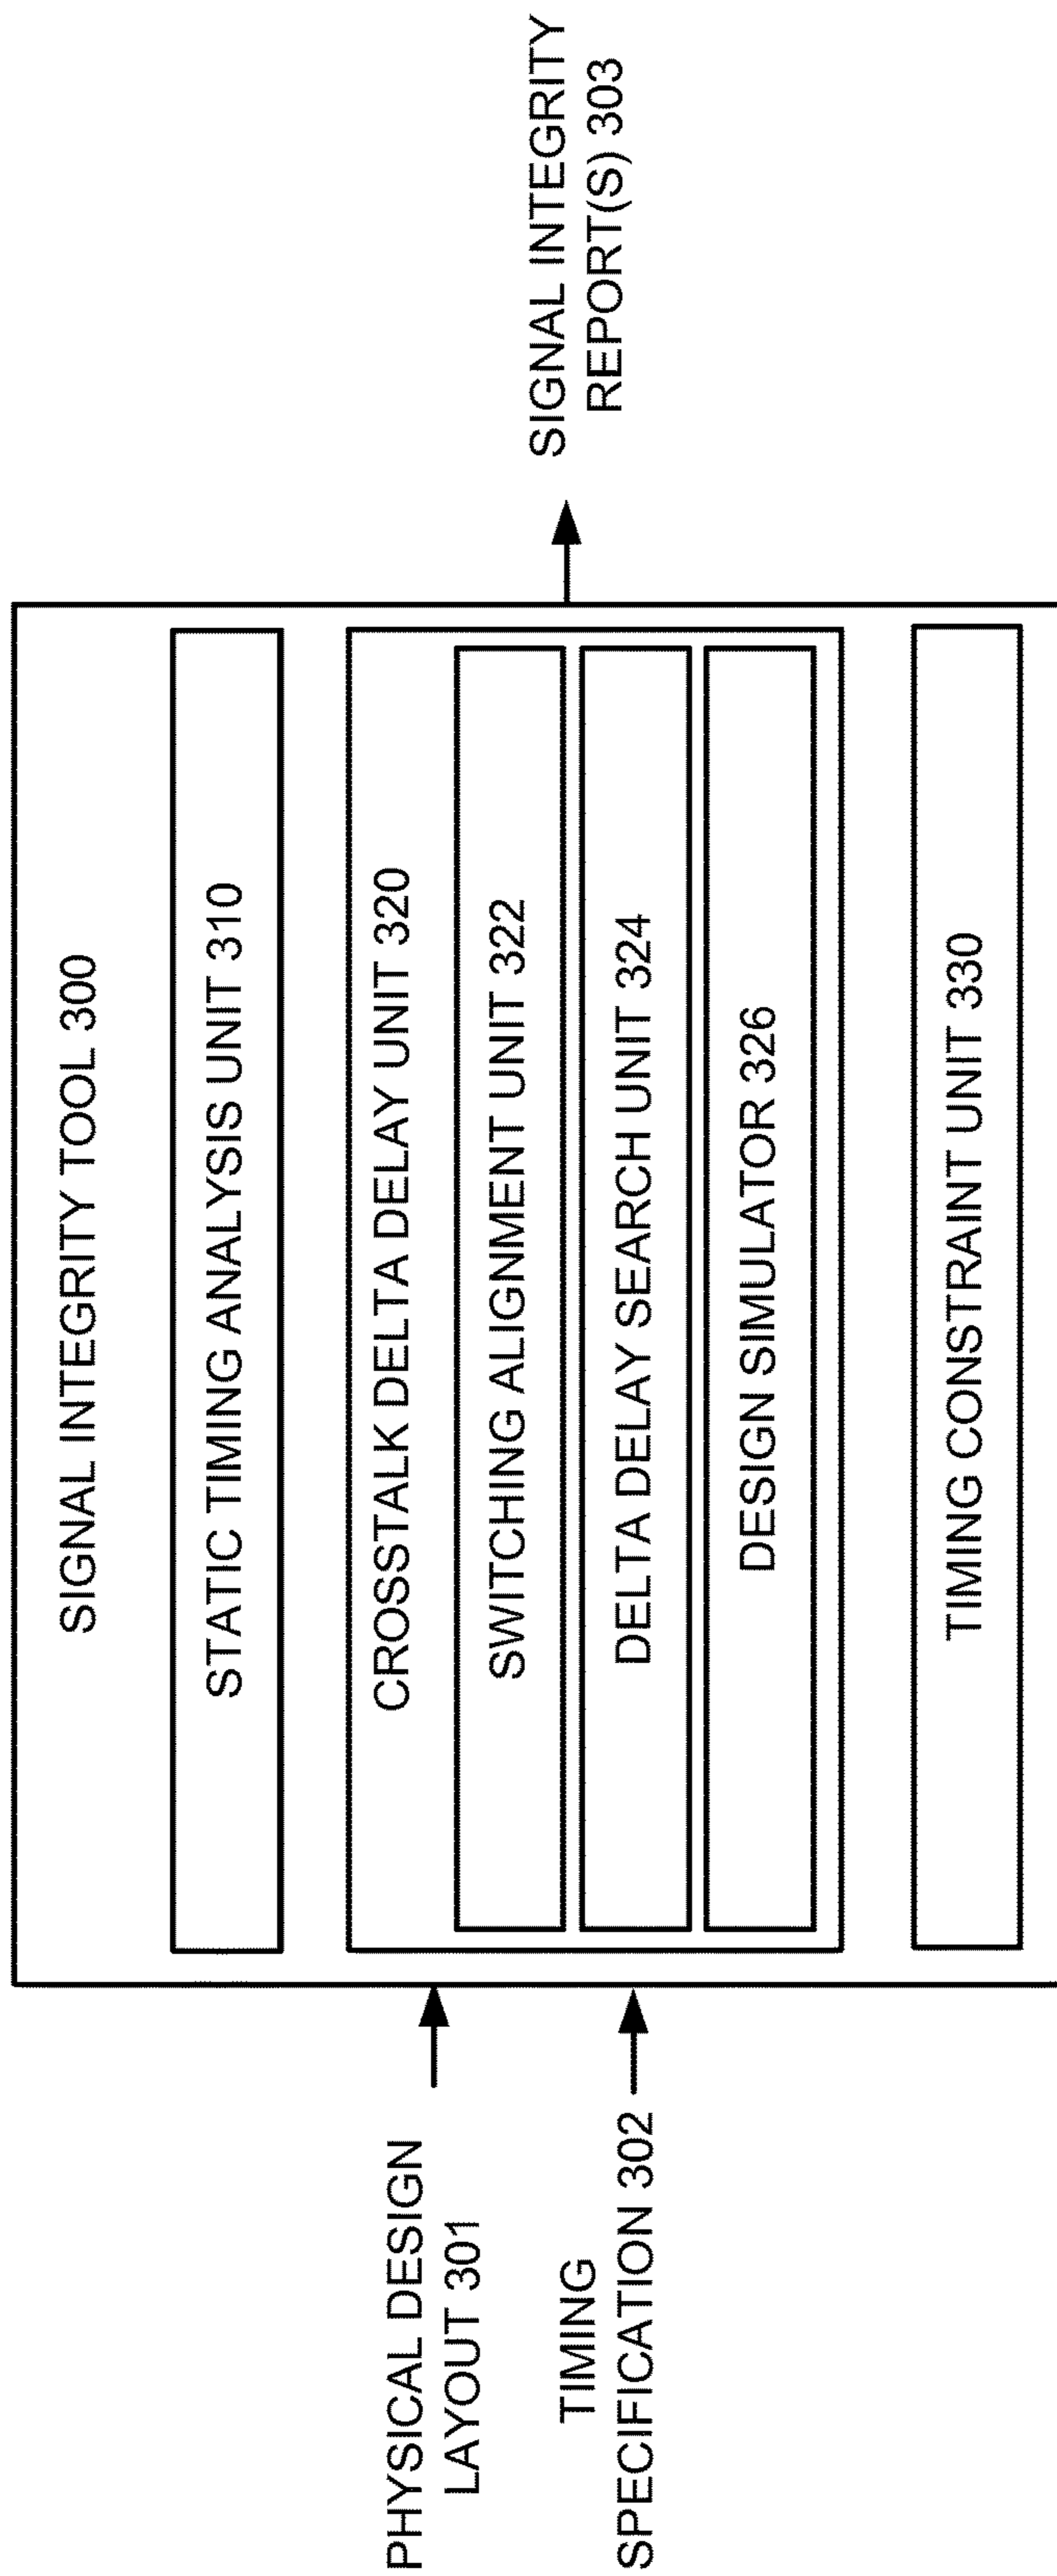 SIGNAL INTEGRITY TOOL 300
STATIC TIMING ANALYSIS UNIT 310
CROSSTALK DELTA DELAY UNIT 320
SWITCHING ALIGNMENT UNIT 322
DELTA DELAY SEARCH UNIT 324
DESIGN SIMULATOR 326
TIMING CONSTRAINT UNIT 330
PHYSICAL DESIGN
LAYOUT 301
TIMING
SPECIFICATION 302
SIGNAL INTEGRITY
REPORT(S) 303